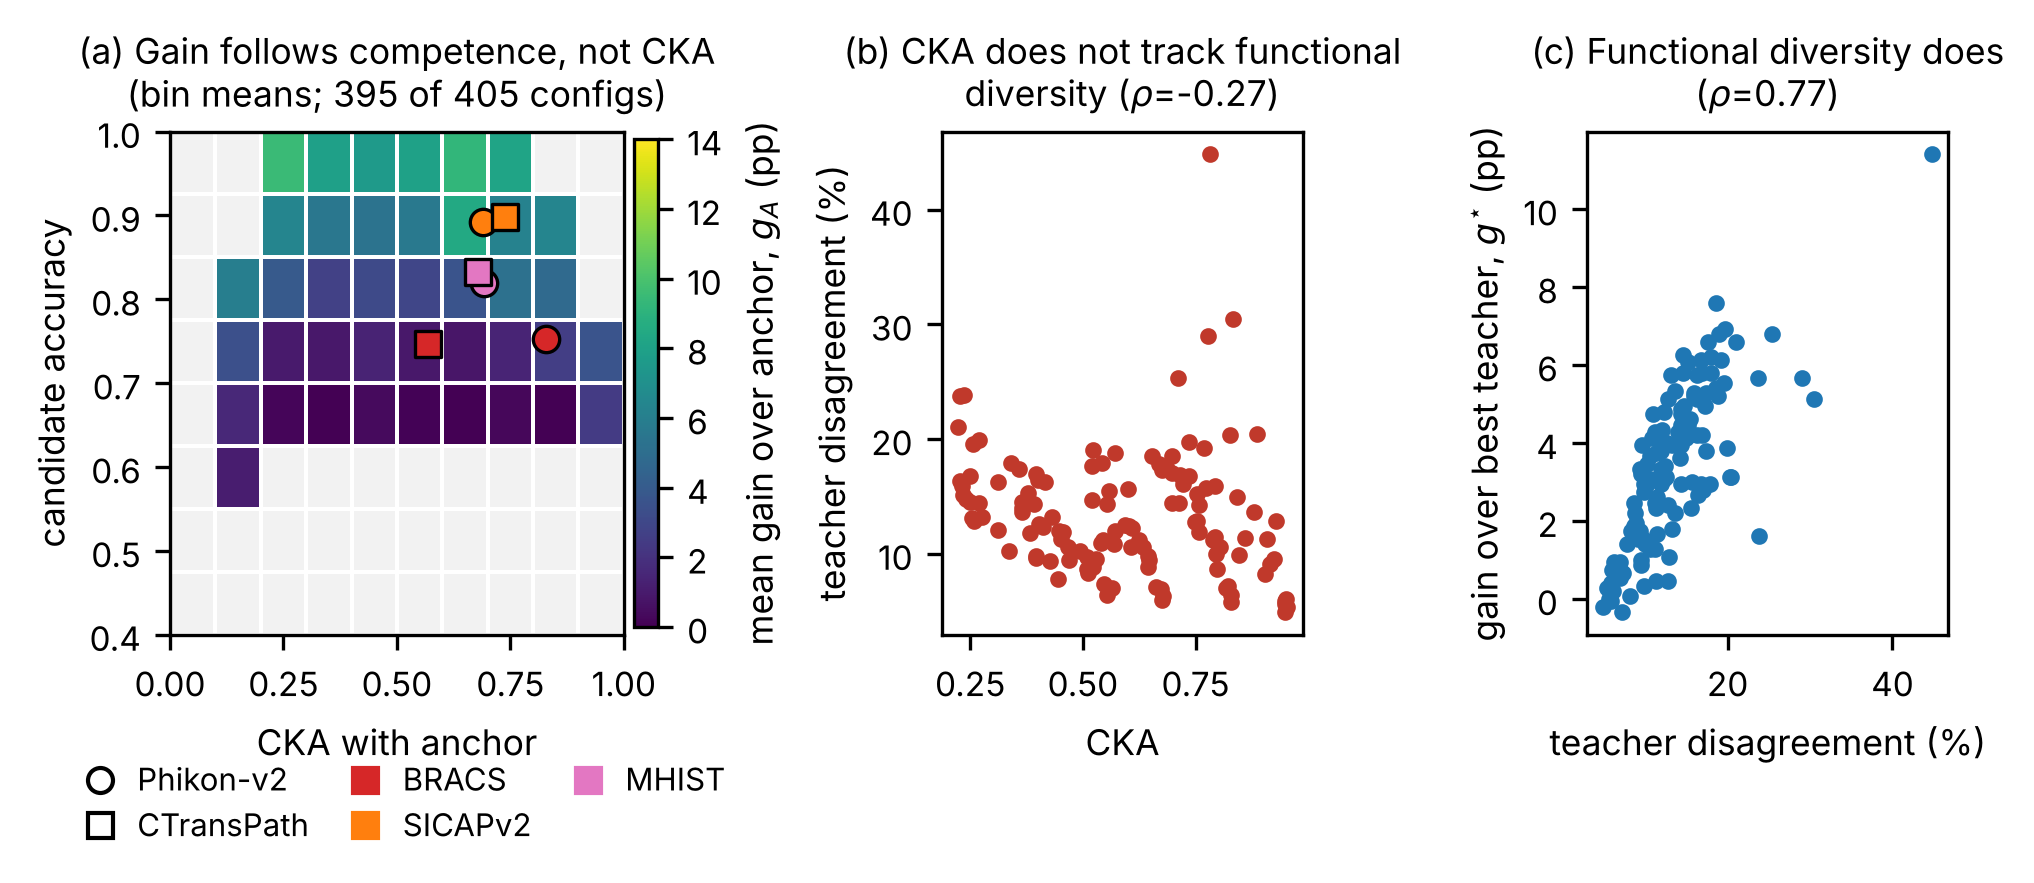 (a) Gain follows competence, not CKA
(bin means; 395 of 405 configs)
1.0
0.9
0.8
0.7
0.6
0.5
0.4
candidate accuracy
0.00 0.25 0.50 0.75 1.00
CKA with anchor
14
12
10
8
6
4
2
0
mean gain over anchor, g_A (pp)
Phikon-v2
BRACS
MHIST
CTransPath
SICAPv2
(b) CKA does not track functional
diversity (ρ=-0.27)
40
30
20
10
teacher disagreement (%)
0.25 0.50 0.75
CKA
(c) Functional diversity does
(ρ=0.77)
10
8
6
4
2
0
gain over best teacher, g* (pp)
20 40
teacher disagreement (%)